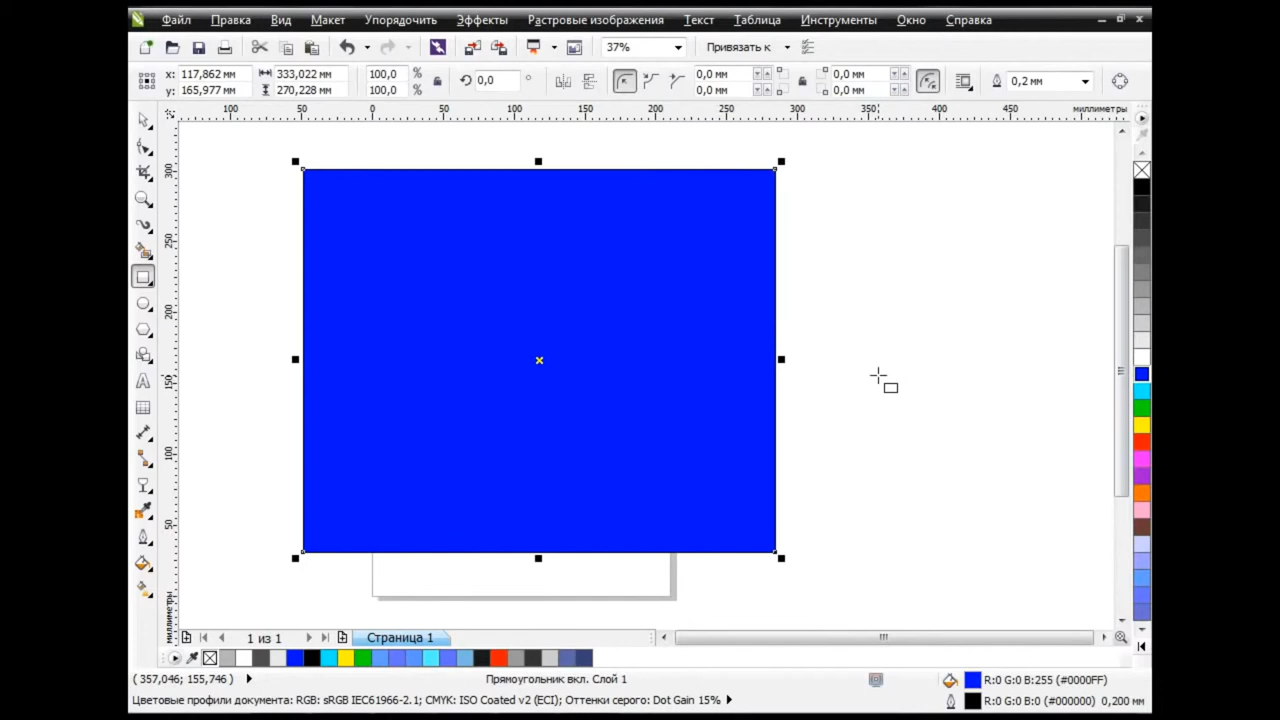 Файл Правка Вид Макет Упорядочить Эффекты Растровые изображения Текст Таблица Инструменты Окно Справка
37% Привязать к
x: 117,862 мм 333,022 мм 100,0 % 0,0 ° 0,0 мм 0,0 мм 0,2 мм
y: 165,977 мм 270,228 мм 100,0 % 0,0 мм 0,0 мм
100 50 0 50 100 150 200 250 300 350 400 450 миллиметры
300
250
200
150
100
50
миллиметры
1 из 1 Страница 1
( 357,046; 155,746 ) Прямоугольник вкл. Слой 1 R:0 G:0 B:255 (#0000FF)
Цветовые профили документа: RGB: sRGB IEC61966-2.1; CMYK: ISO Coated v2 (ECI); Оттенки серого: Dot Gain 15% R:0 G:0 B:0 (#000000) 0,200 мм